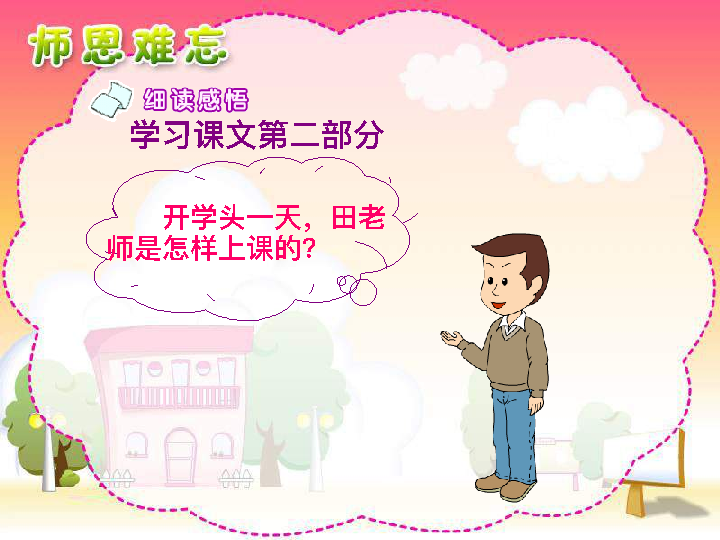 师恩难忘
细读感悟
学习课文第二部分
开学头一天，田老
师是怎样上课的？